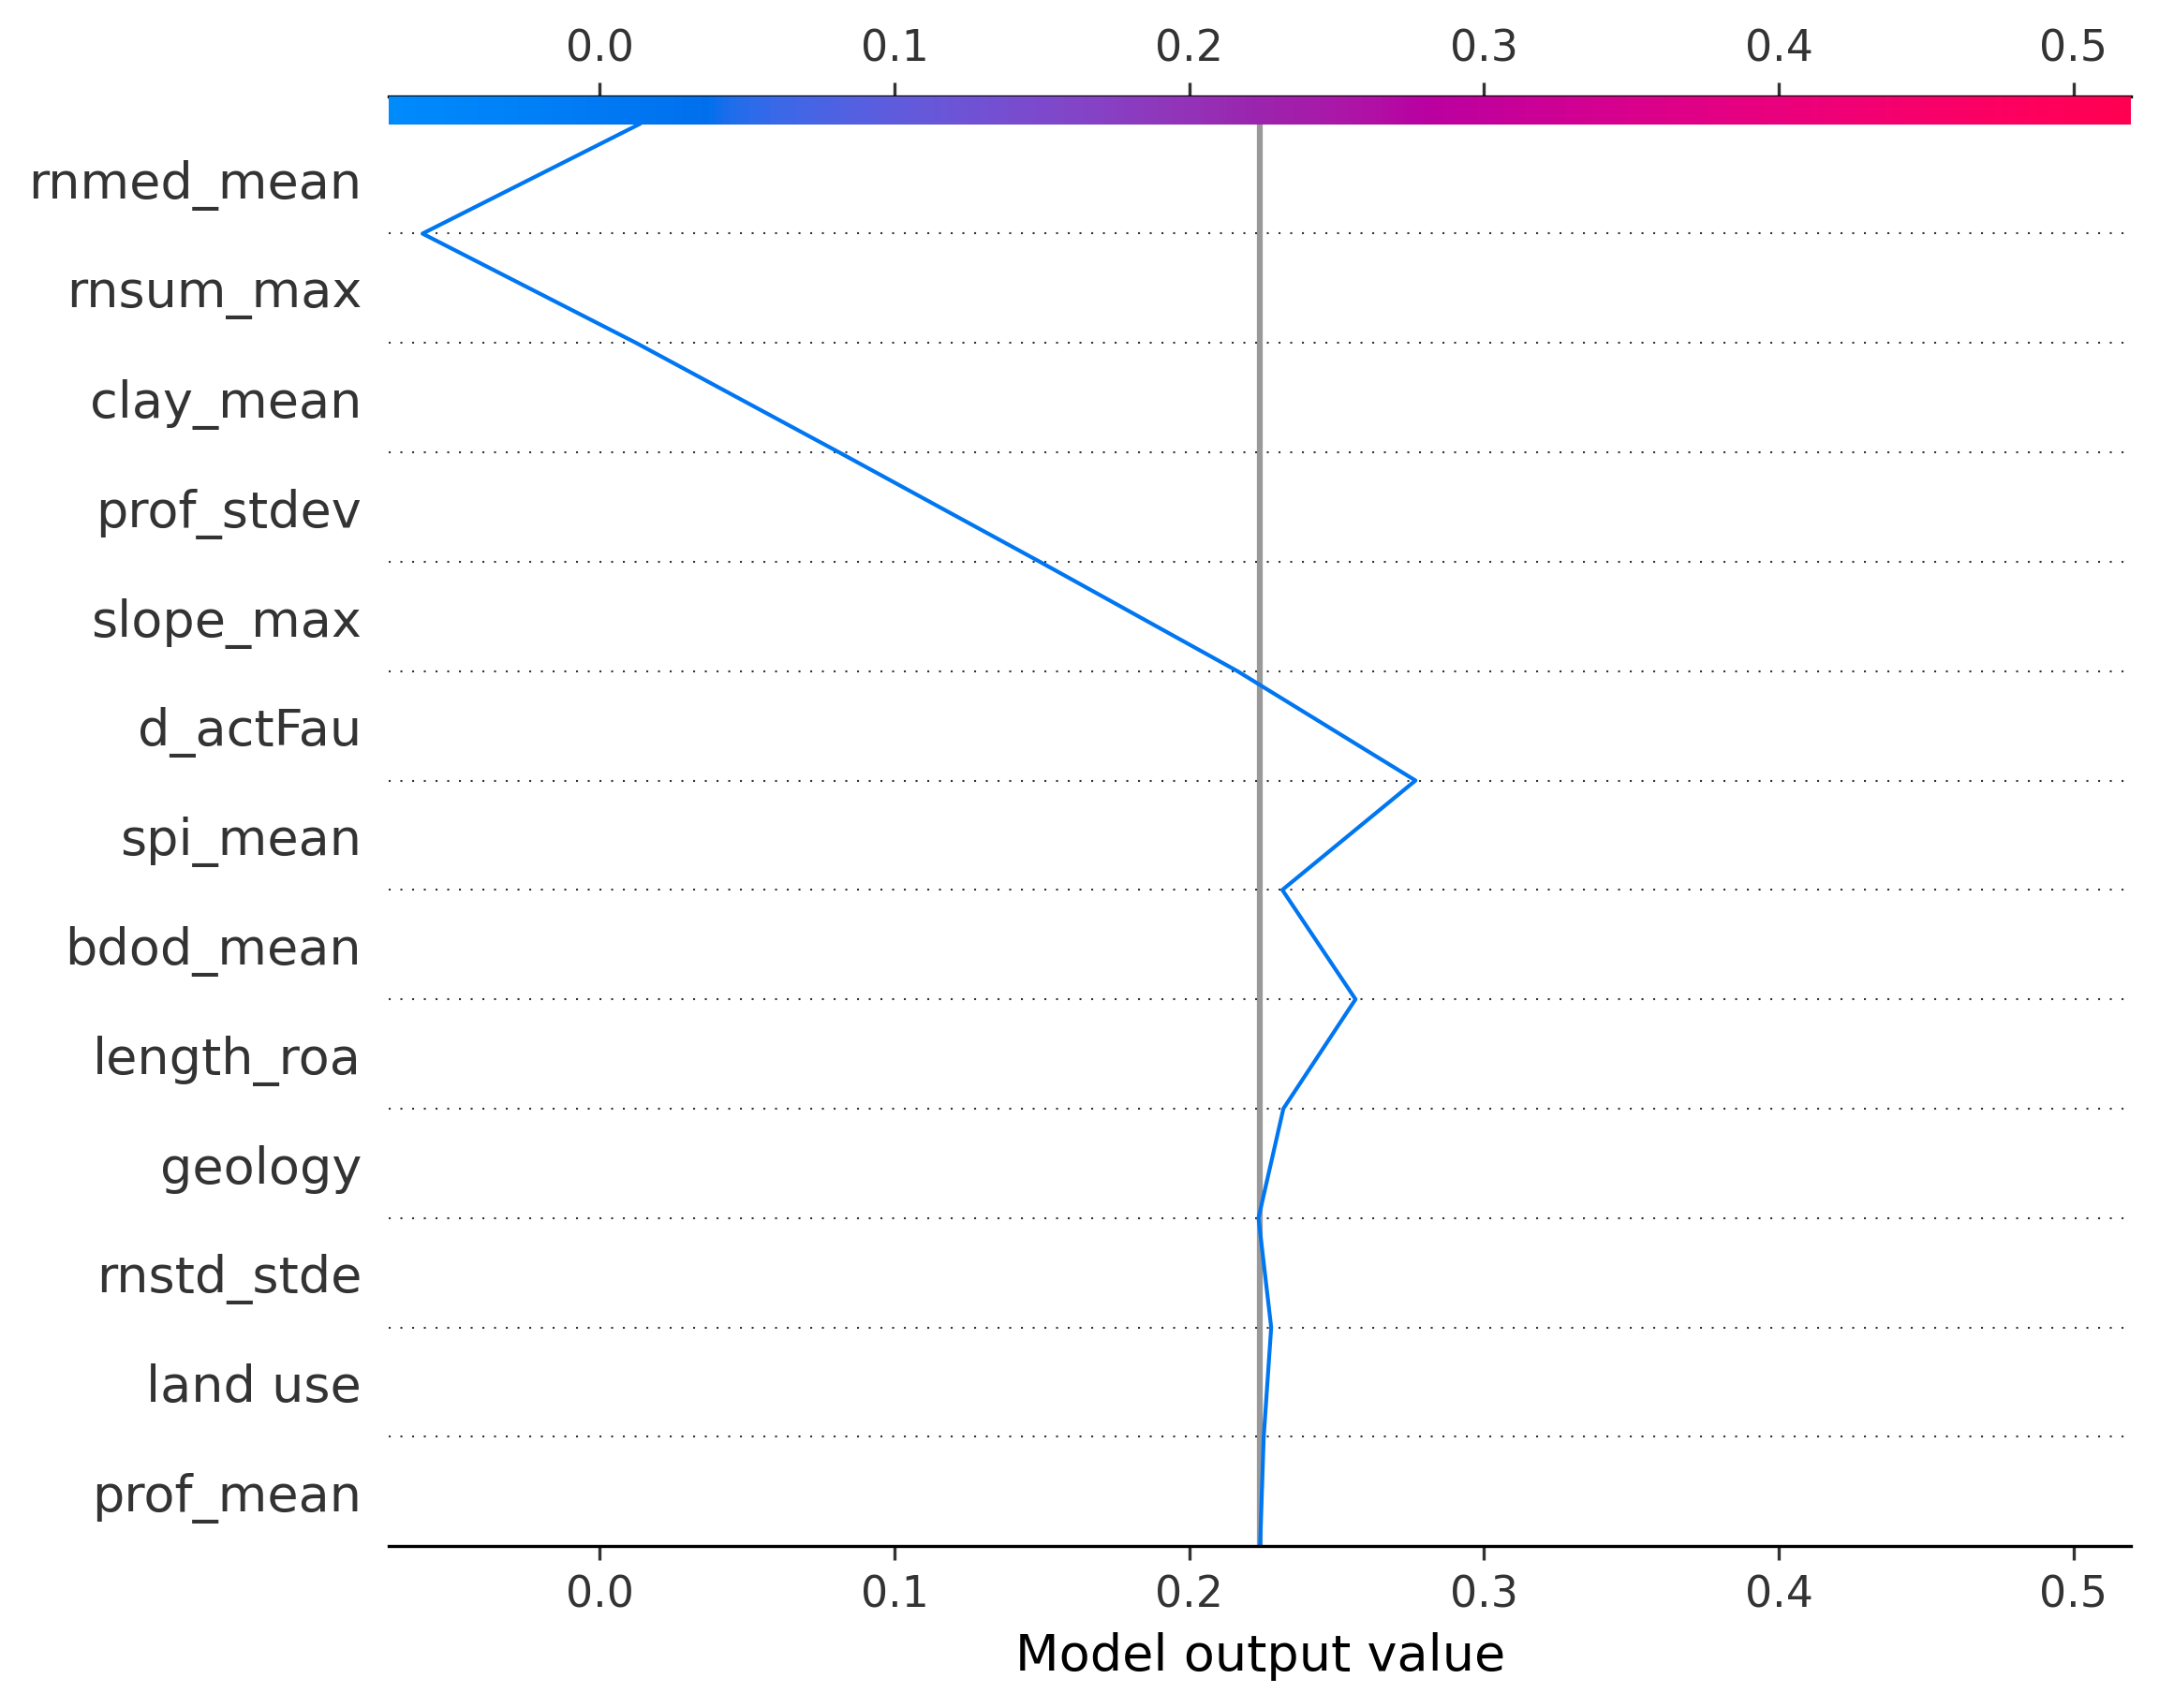 0.0 0.1 0.2 0.3 0.4 0.5
rnmed_mean
rnsum_max
clay_mean
prof_stdev
slope_max
d_actFau
spi_mean
bdod_mean
length_roa
geology
rnstd_stde
land use
prof_mean
0.0 0.1 0.2 0.3 0.4 0.5
Model output value